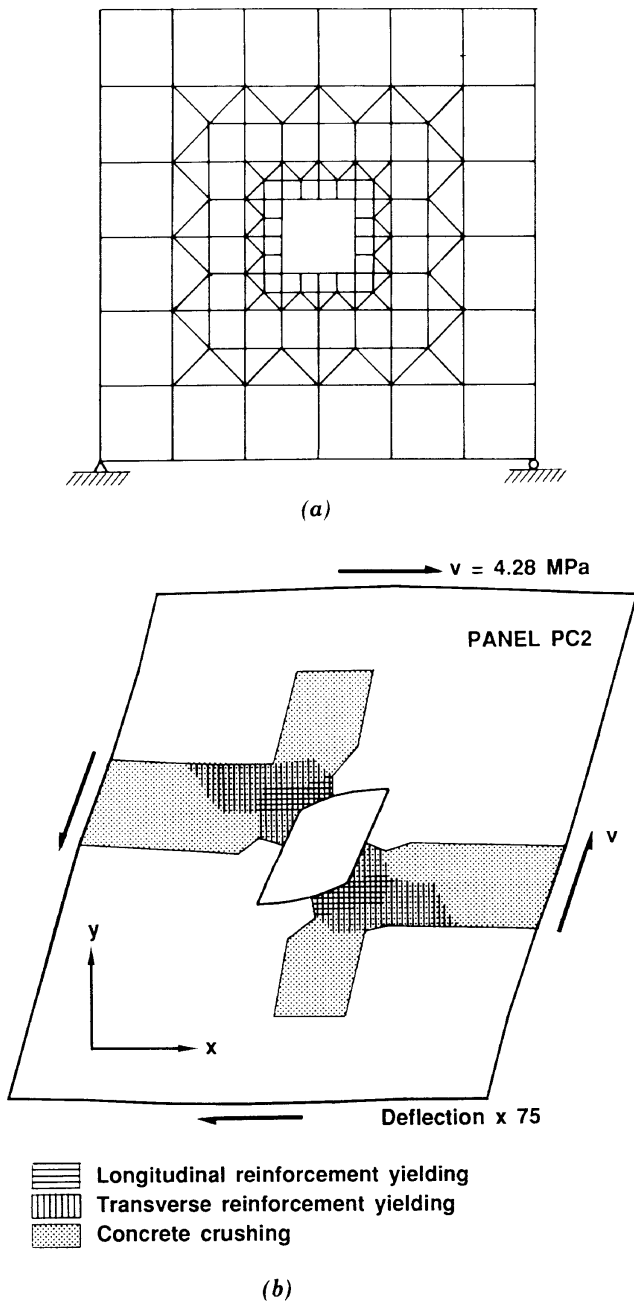 (a)
v = 4.28 MPa
PANEL PC2
v
y
x
Deflection x 75
Longitudinal reinforcement yielding
Transverse reinforcement yielding
Concrete crushing
(b)